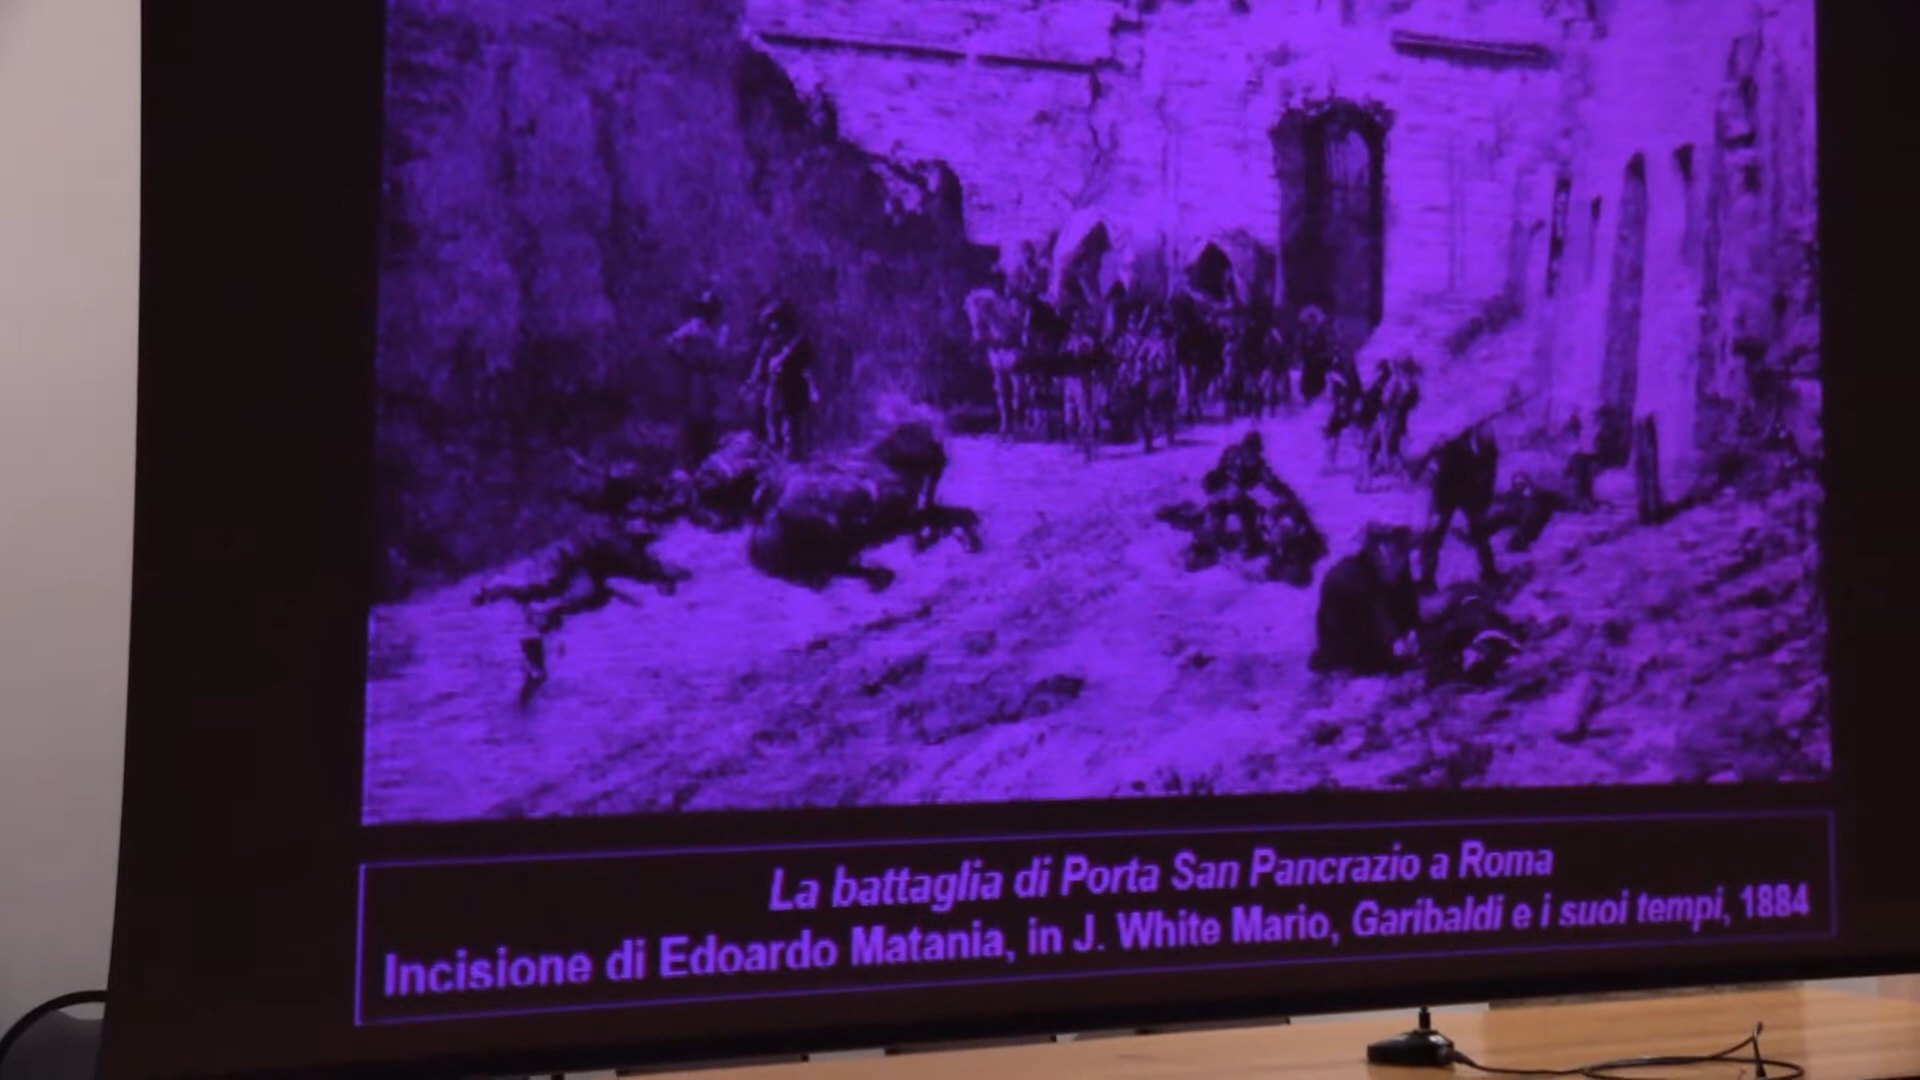 La battaglia di Porta San Pancrazio a Roma
Incisione di Edoardo Matania, in J. White Mario, Garibaldi e i suoi tempi, 1884